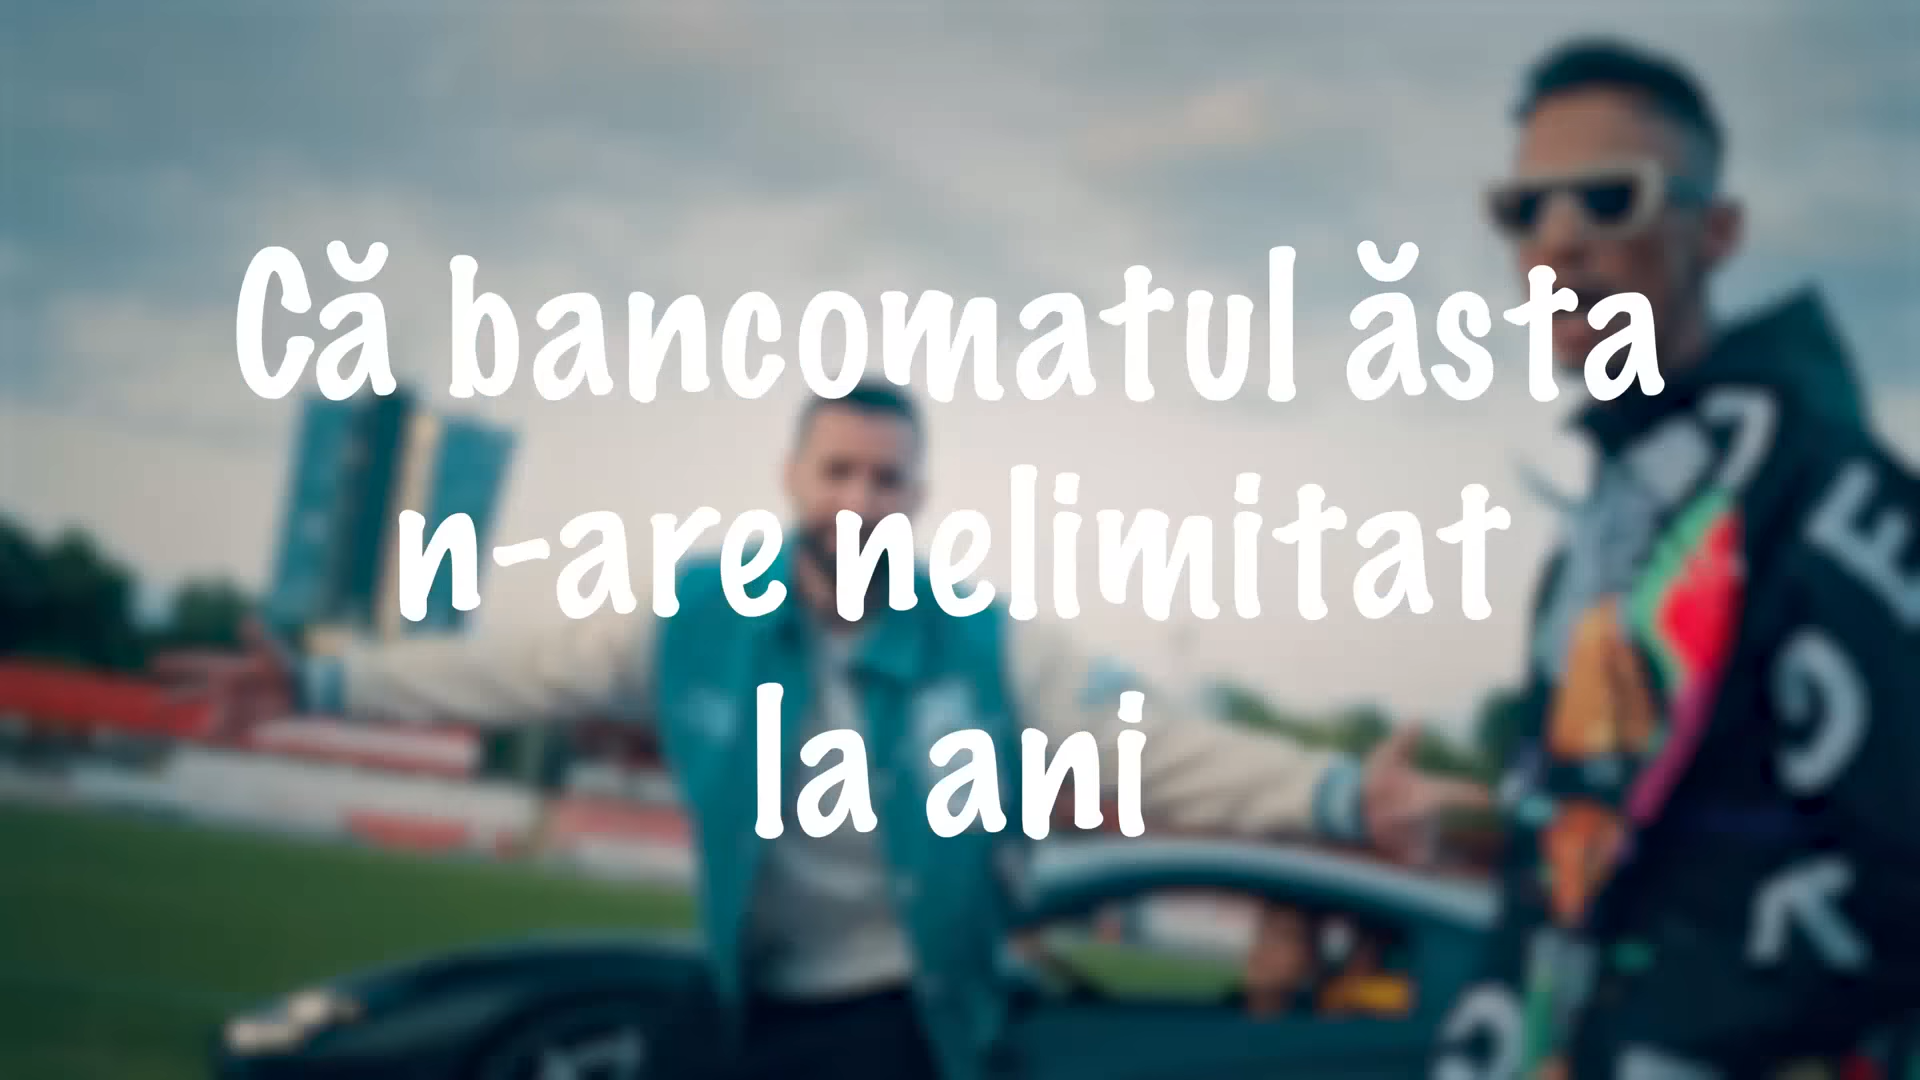 Că bancomatul ăsta
n-are nelimitat
la ani